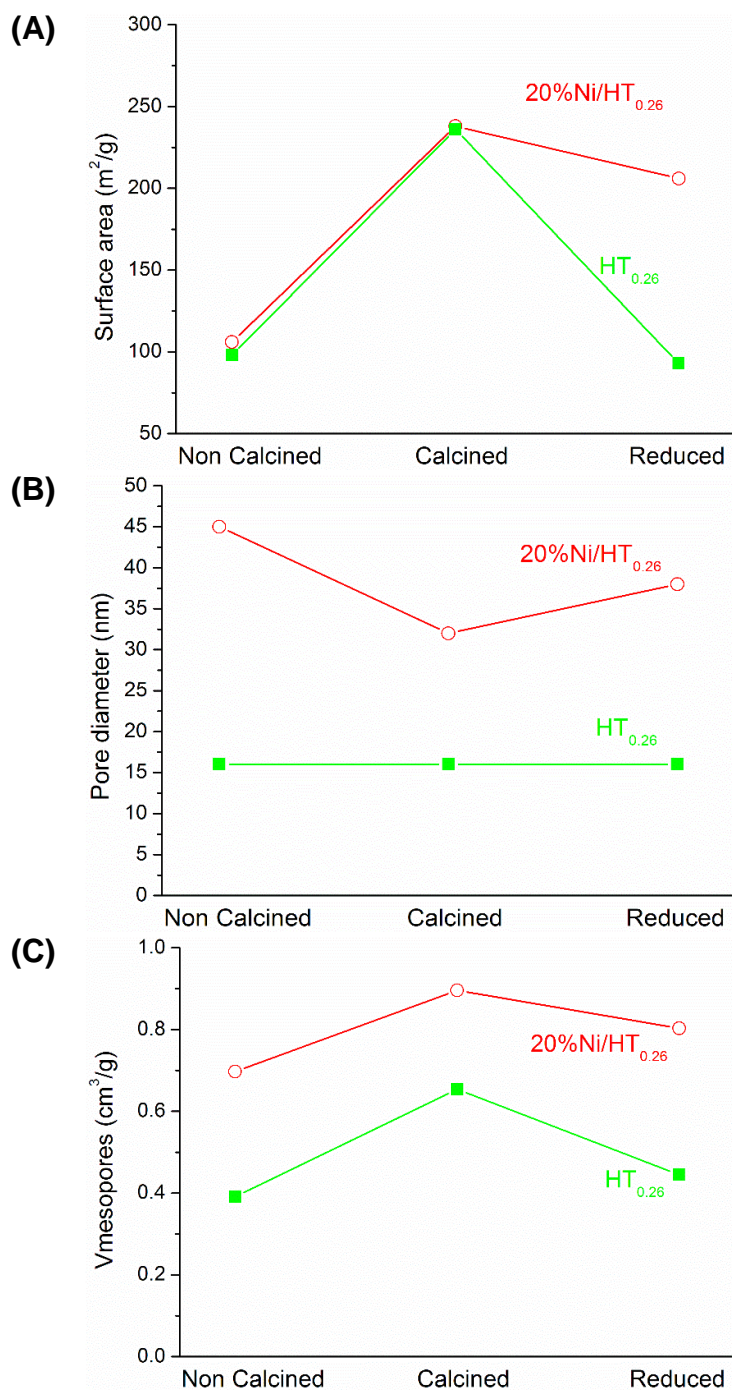 (A)
Surface area (m²/g)
300
250
200
150
100
50
20%Ni/HT₀.₂₆
HT₀.₂₆
Non Calcined Calcined Reduced
(B)
Pore diameter (nm)
50
45
40
35
30
25
20
15
10
5
0
20%Ni/HT₀.₂₆
HT₀.₂₆
Non Calcined Calcined Reduced
(C)
Vmesopores (cm³/g)
1.0
0.8
0.6
0.4
0.2
0.0
20%Ni/HT₀.₂₆
HT₀.₂₆
Non Calcined Calcined Reduced